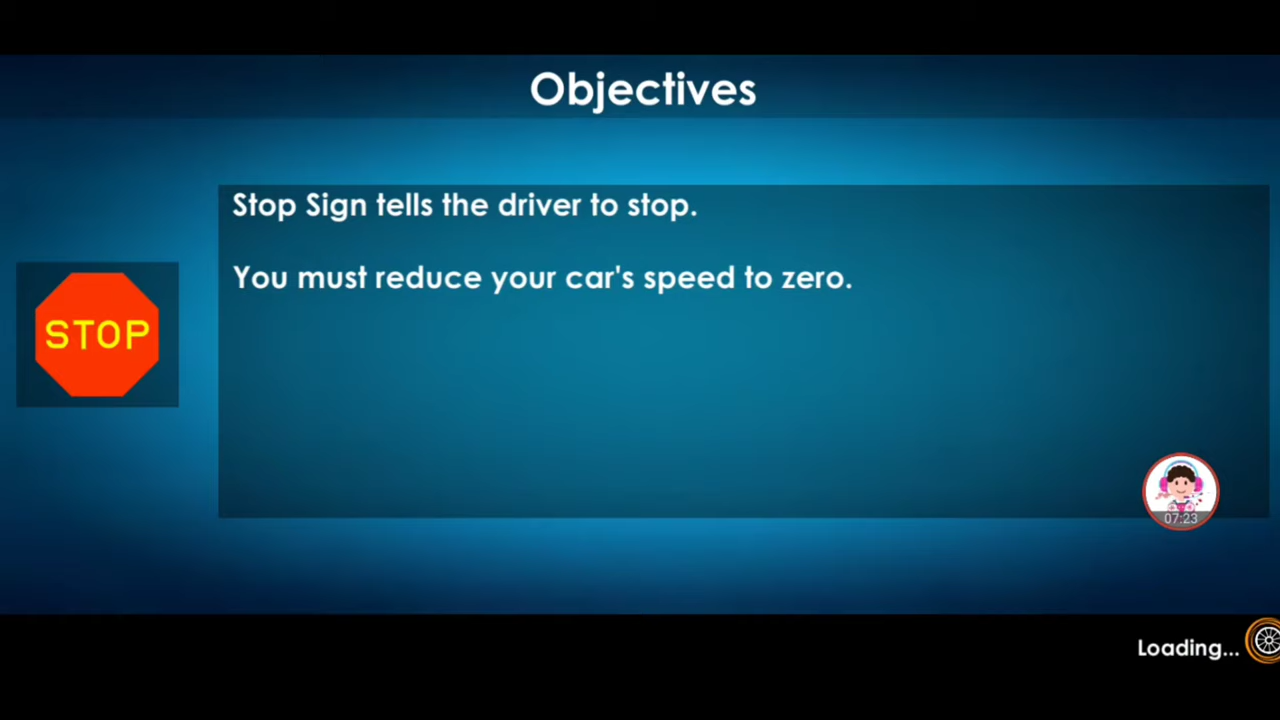 Objectives
Stop Sign tells the driver to stop.
You must reduce your car's speed to zero.
STOP
07:23
Loading...